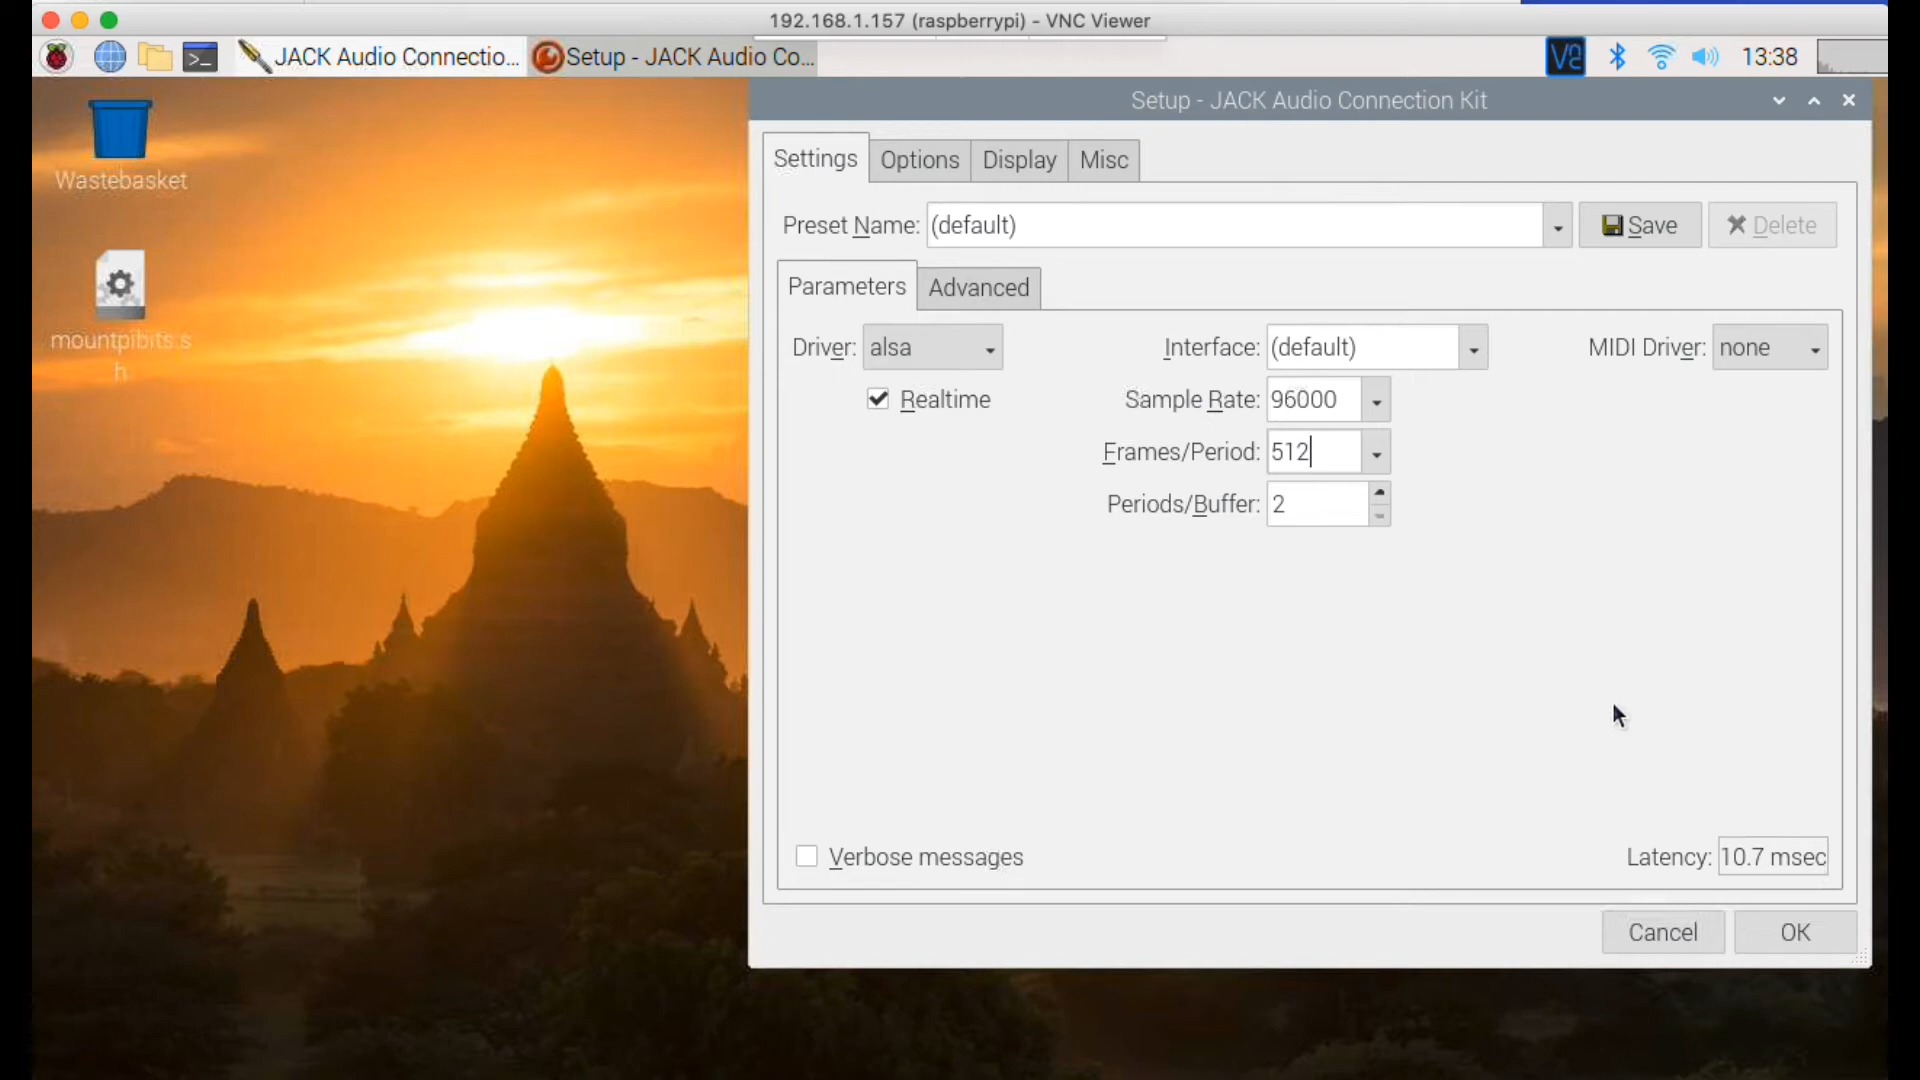 192.168.1.157 (raspberrypi) - VNC Viewer
JACK Audio Connectio...
Setup - JACK Audio Co...
13:38
Wastebasket
mountpibits.s
h
Setup - JACK Audio Connection Kit
Settings
Options
Display
Misc
Preset Name:
(default)
Save
Delete
Parameters
Advanced
Driver:
alsa
Interface:
(default)
MIDI Driver:
none
Realtime
Sample Rate:
96000
Frames/Period:
512
Periods/Buffer:
2
Verbose messages
Latency:
10.7 msec
Cancel
OK